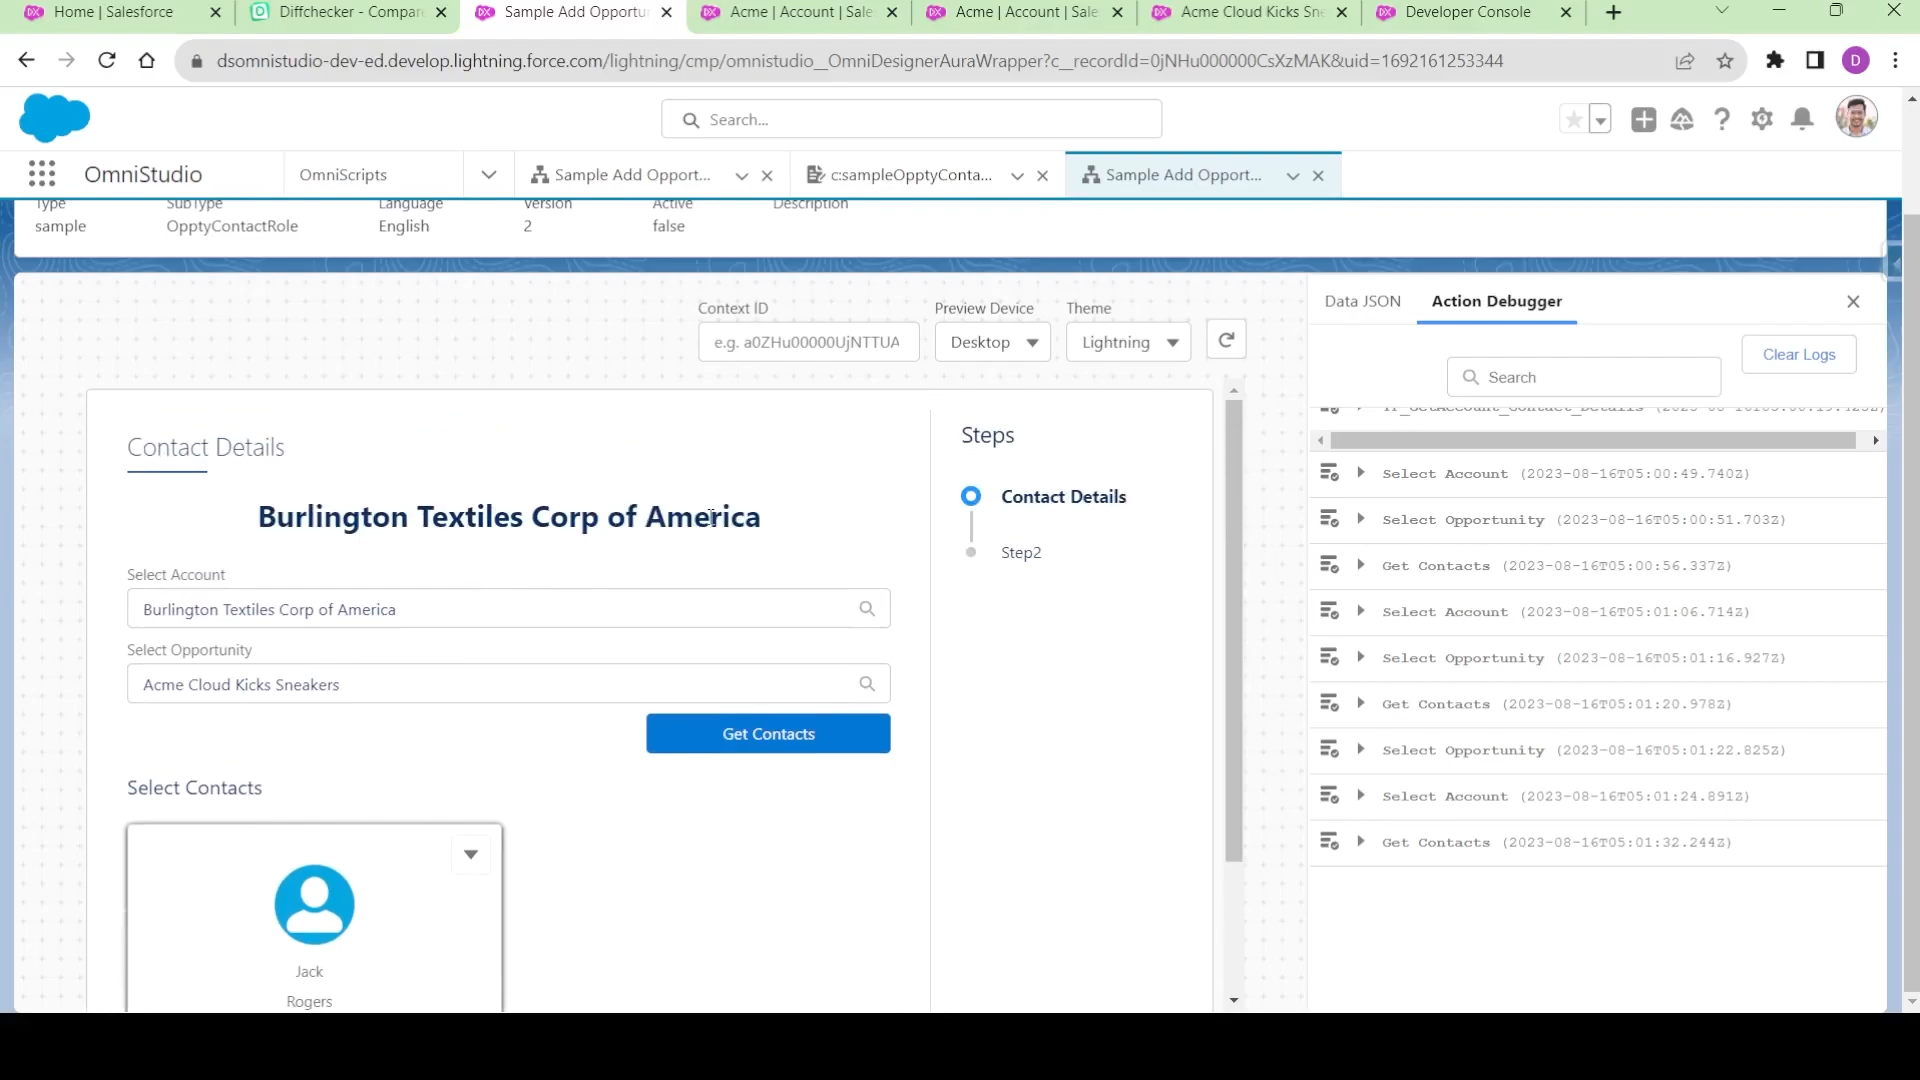 Home | Salesforce
Diffchecker - Compar
Sample Add Opportu
Acme | Account | Sale
Acme | Account | Sale
Acme Cloud Kicks Sne
Developer Console
dsomnistudio-dev-ed.develop.lightning.force.com/lightning/cmp/omnistudio__OmniDesignerAuraWrapper?c__recordId=0jNHu000000CsXzMAK&uid=1692161253344
D
Search...
OmniStudio
OmniScripts
Sample Add Opport...
c:sampleOpptyConta...
Sample Add Opport...
Type
SubType
Language
Version
Active
Description
sample
OpptyContactRole
English
2
false
Context ID
Preview Device
Theme
e.g. a0ZHu00000UjNTTUA
Desktop
Lightning
Data JSON
Action Debugger
Clear Logs
Search
Contact Details
Burlington Textiles Corp of America
Select Account
Burlington Textiles Corp of America
Select Opportunity
Acme Cloud Kicks Sneakers
Get Contacts
Select Contacts
Jack
Rogers
Steps
Contact Details
Step2
Select Account (2023-08-16T05:00:49.740Z)
Select Opportunity (2023-08-16T05:00:51.703Z)
Get Contacts (2023-08-16T05:00:56.337Z)
Select Account (2023-08-16T05:01:06.714Z)
Select Opportunity (2023-08-16T05:01:16.927Z)
Get Contacts (2023-08-16T05:01:20.978Z)
Select Opportunity (2023-08-16T05:01:22.825Z)
Select Account (2023-08-16T05:01:24.891Z)
Get Contacts (2023-08-16T05:01:32.244Z)